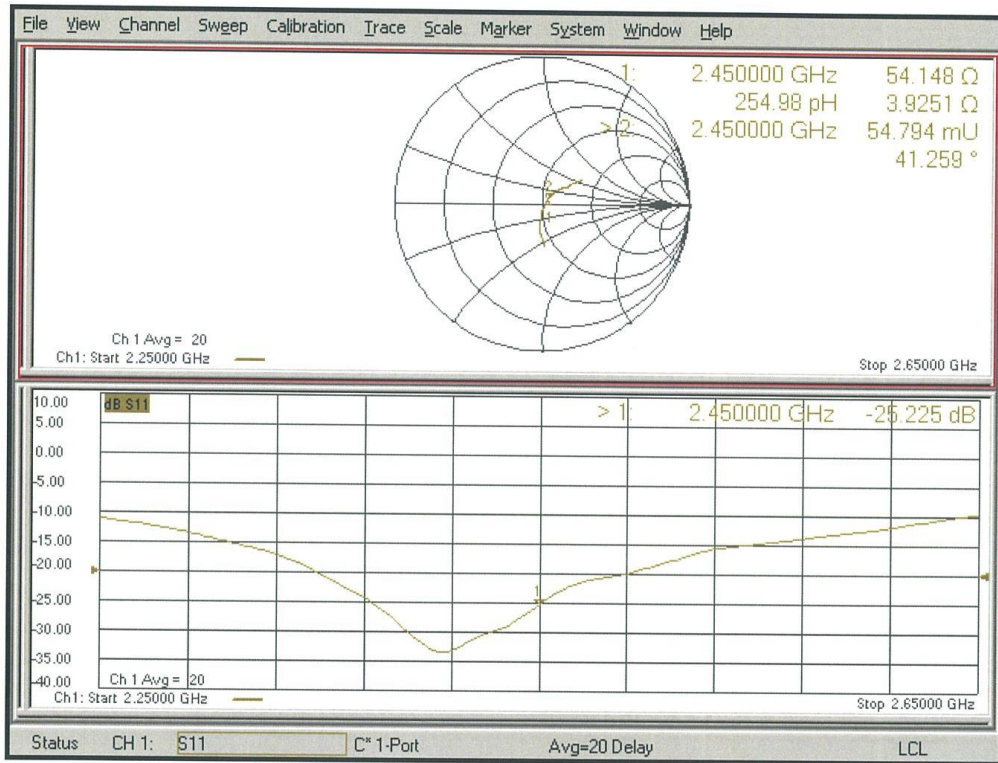 File View Channel Sweep Calibration Trace Scale Marker System Window Help
1: 2.450000 GHz 54.148 Ω
254.98 pH 3.9251 Ω
> 2: 2.450000 GHz 54.794 mU
41.259 °
Ch 1 Avg = 20
Ch1: Start 2.25000 GHz
Stop 2.65000 GHz
10.00
dB S11
> 1: 2.450000 GHz -25.225 dB
5.00
0.00
-5.00
-10.00
-15.00
-20.00
-25.00
1
-30.00
-35.00
-40.00
Ch 1 Avg = 20
Ch1: Start 2.25000 GHz
Stop 2.65000 GHz
Status CH 1: S11 C* 1-Port Avg=20 Delay LCL